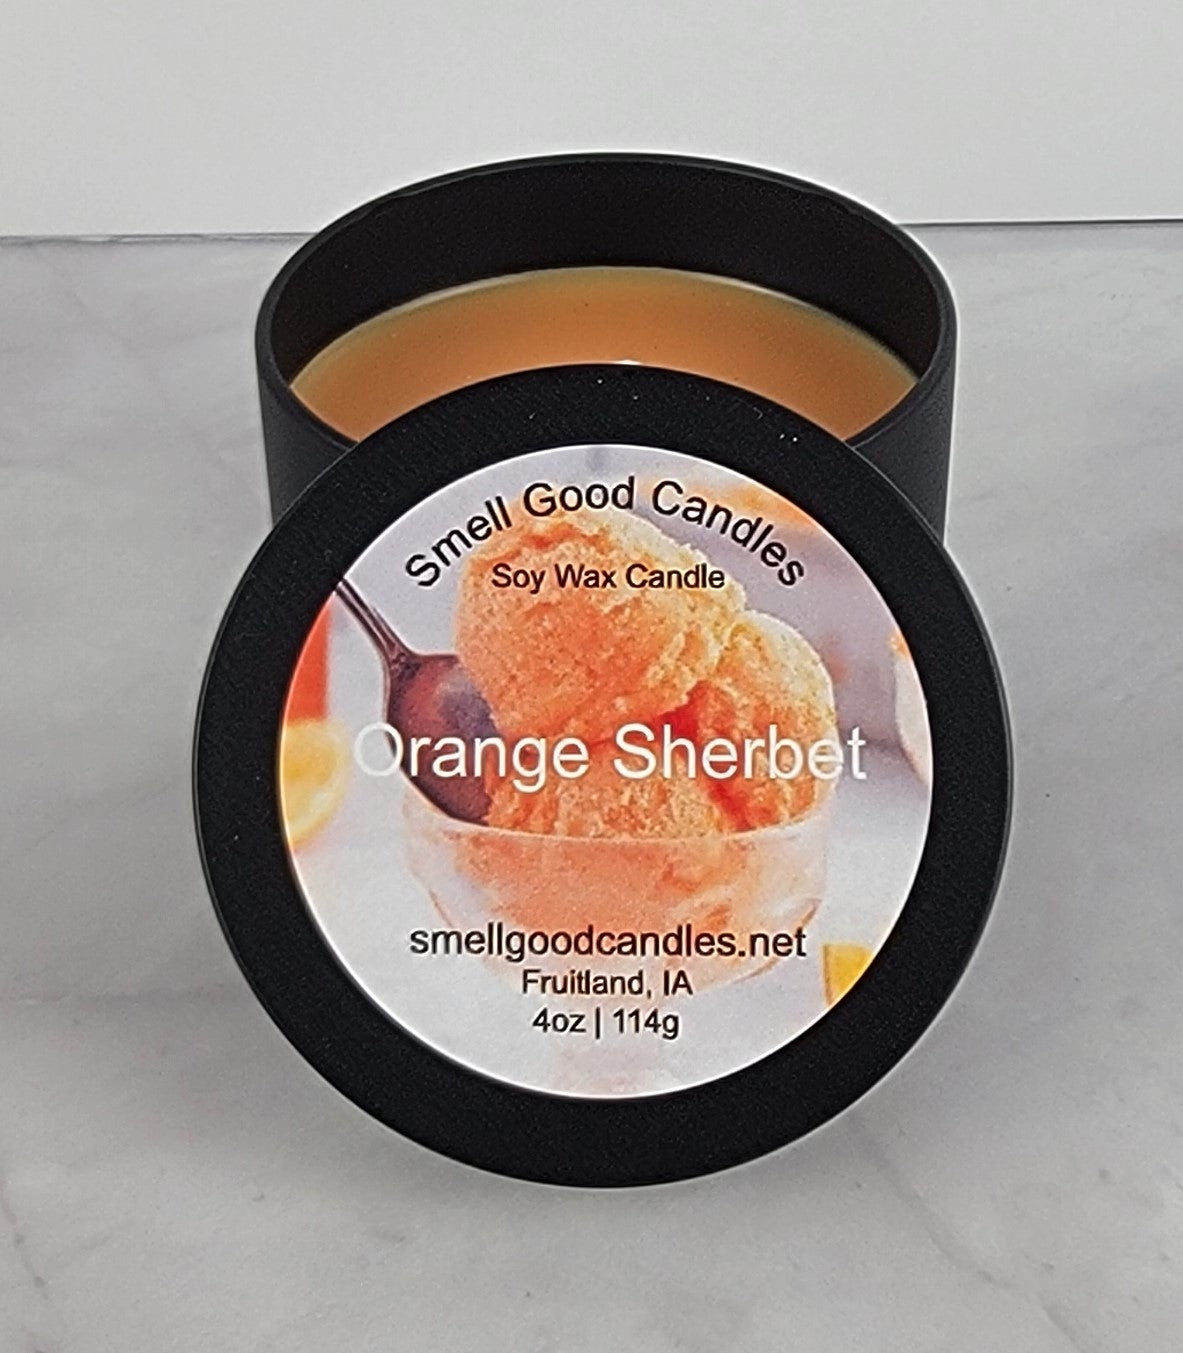 Smell Good Candles
Soy Wax Candle
Orange Sherbet
smellgoodcandles.net
Fruitland, IA
4oz | 114g